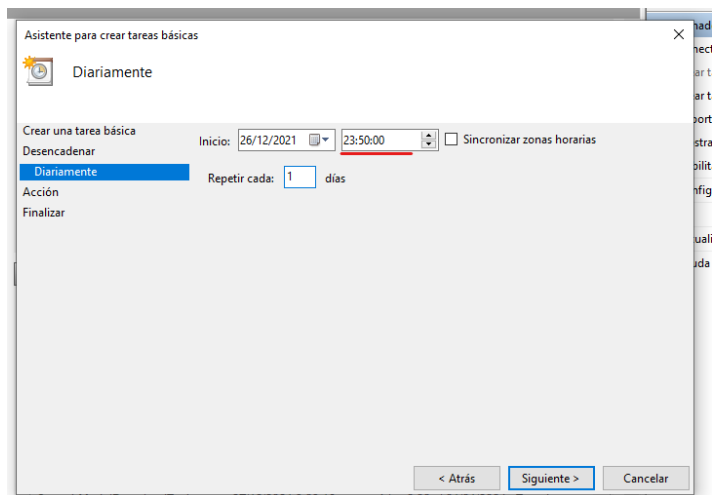 Asistente para crear tareas básicas
Diariamente
Crear una tarea básica
Desencadenar
Diariamente
Acción
Finalizar
Inicio: 26/12/2021 23:50:00 Sincronizar zonas horarias
Repetir cada: 1 días
< Atrás Siguiente > Cancelar